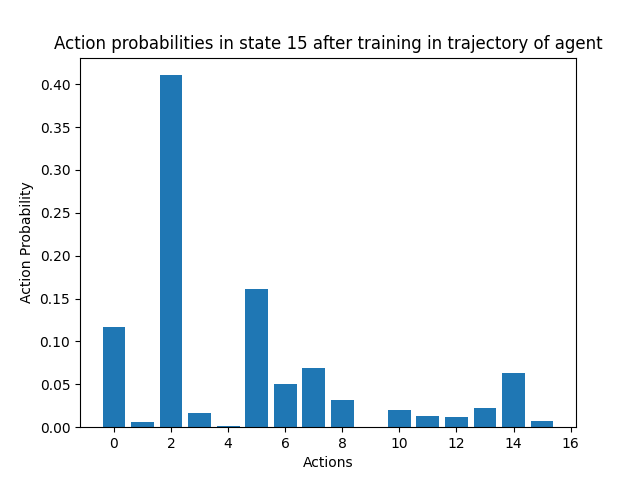 Action probabilities in state 15 after training in trajectory of agent
0.40
0.35
0.30
0.25
0.20
0.15
0.10
0.05
0.00
Action Probability
0 2 4 6 8 10 12 14 16
Actions